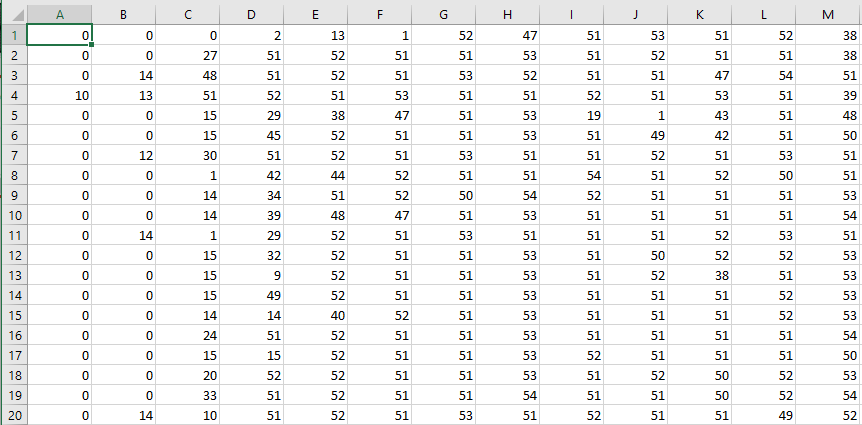 A B C D E F G H I J K L M
1 0 0 0 2 13 1 52 47 51 53 51 52 38
2 0 0 27 51 52 51 51 53 51 52 51 51 38
3 0 14 48 51 52 51 53 52 51 51 47 54 51
4 10 13 51 52 51 53 51 51 52 51 53 51 39
5 0 0 15 29 38 47 51 53 19 1 43 51 48
6 0 0 15 45 52 51 51 53 51 49 42 51 50
7 0 12 30 51 52 51 53 51 51 52 51 53 51
8 0 0 1 42 44 52 51 51 54 51 52 50 51
9 0 0 14 34 51 52 50 54 52 51 51 51 53
10 0 0 14 39 48 47 51 53 51 51 51 51 54
11 0 14 1 29 52 51 53 51 51 51 52 53 51
12 0 0 15 32 52 51 51 53 51 50 52 52 53
13 0 0 15 9 52 51 51 53 51 52 38 51 53
14 0 0 15 49 52 51 51 53 51 51 51 52 53
15 0 0 14 14 40 52 51 53 51 51 51 52 53
16 0 0 24 51 52 51 51 53 51 51 51 51 54
17 0 0 15 15 52 51 51 53 52 51 51 51 50
18 0 0 20 52 52 51 51 53 51 52 50 52 53
19 0 0 33 51 52 51 51 54 51 51 50 52 54
20 0 14 10 51 52 51 53 51 52 51 51 49 52